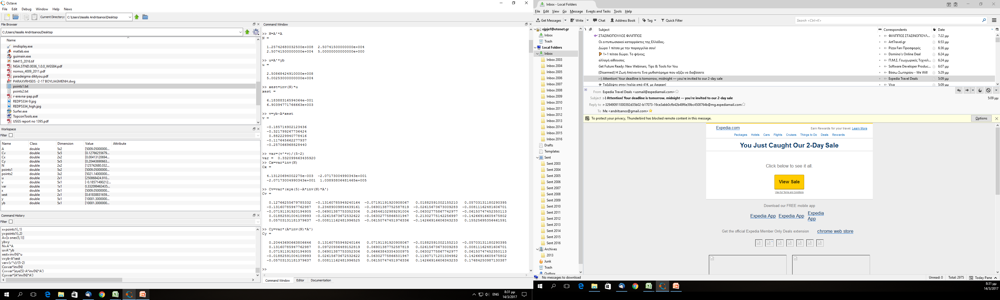 Octave
File Edit Debug Window Help News
Current Directory: C:\Users\Vassilis Andritsanos\Desktop
File Browser
C:/Users/Vassilis Andritsanos/Desktop
Name
imdisplay.exe
matlab.exe
guimain.exe
N4415_2016.tif
NGA.STND.0036_1.0.0_WGS84.pdf
nomos_4009_2011.pdf
paradeigma diktyou.pdf
PARAXVRHSEIS -2-17 BOYLIAGMENH.dwg
points1.txt
points2.txt
r-erevna-pap.pdf
REDP5334-9.jpg
REDP5334_high.jpg
Surfer.exe
TopconTools.exe
USGS report no 1395.pdf
Workspace
Filter
Name Class Dimension Value Attribute
A double 5x2 [5009.05000000...
Cv double 5x5 [0.12766255679...
Cx double 2x2 [0.00413120694...
Cy double 5x5 [0.20443690663...
N double 2x2 [125742680.032...
points1 double 5x2 [5009.05000000...
points2 double 3x2 [5021.14000000...
u double 2x1 [250868424.910...
v double 5x1 [-0.18571490212...
var double 1x1 0.332099463435...
x double 5x1 [5009.05000000...
xest double 2x1 [0.61838831659...
y double 5x1 [10001.3000000...
yb double 5x1 [10001.3000000...
Command History
Filter
x=points1(:,1)
y=points1(:,2)
A=[x ones(5,1)]
yb=y
N=A'*A
u=A'*yb
xest=inv(N)*u
v=yb-A*xest
var=(v'*v)/(5-2)
Cx=var*inv(N)
Cv=var*(eye(5)-A*inv(N)*A')
Cy=var*(A*inv(N)*A')
Command Window
>> N=A'*A
N =
1.25742680032500e+008 2.50741500000000e+004
2.50741500000000e+004 5.00000000000000e+000
>> u=A'*yb
u =
2.50868424910000e+008
5.00253000000000e+004
>> xest=inv(N)*u
xest =
6.18388316594064e-001
6.90394771766663e+003
>> v=yb-A*xest
v =
-0.185714902123436
-0.321799267736424
0.882229940778416
-0.117645662277937
-0.257066968828440
>> var=(v'*v)/(5-2)
var = 0.332099463435920
>> Cx=var*inv(N)
Cx =
4.13120694002275e-003 -2.07173004990343e+001
-2.07173004990343e+001 1.03893806481465e+005
>> Cv=var*(eye(5)-A*inv(N)*A')
Cv =
0.12766255679785332 -0.13160785949240164 -0.07191191920908067 0.01882591002155210 0.05703131180290395
-0.13160785947762987 0.23489009854439161 -0.06901387752587819 -0.02615673673009283 -0.00811162481606701
-0.07191191920194905 -0.06901387753352306 0.26546102989291004 -0.06302775867742977 -0.06150747452350113
0.01882591004109993 -0.02615673672532622 -0.06302775866501947 0.21302775142256997 -0.14266916605475802
0.05703131181379637 -0.00811162481996525 -0.06150747451976336 -0.14266916606343233 0.15525695356461591
>> Cy=var*(A*inv(N)*A')
Cy =
0.20443690663806646 0.13160785949240164 0.07191191920908067 -0.01882591002155210 -0.05703131180290395
0.13160785947762987 0.09720936489152819 0.06901387752587819 0.02615673673009283 0.00811162481606701
0.07191191920194905 0.06901387753352306 0.06663843354300975 0.06302775867742977 0.06150747452350113
-0.01882591004109993 0.02615673672532622 0.06302775866501947 0.11907171201334982 0.14266916605475802
-0.05703131181379637 0.00811162481996525 0.06150747451976336 0.14266916606343233 0.17684250987130387
>>
Command Window Editor Documentation
ENG 8:31 μμ
14/3/2017
Inbox - Local Folders
File Edit View Go Message Events and Tasks Tools Help
Get Messages Write Chat Address Book Tag Quick Filter Search <Ctrl+K>
ojpjef@otenet.gr
Inbox
Trash
Local Folders
Inbox
Inbox 2003
Inbox 2004
Inbox 2005
Inbox 2006
Inbox 2007
Inbox 2008
Inbox 2009
Inbox 2010
Inbox 2011
Inbox 2012
Inbox 2013
Inbox 2014
Inbox 2015
Inbox 2016
Drafts
Templates
Sent
Sent 2003
Sent 2004
Sent 2005
Sent 2006
Sent 2007
Sent 2008
Sent 2009
Sent 2010
Sent 2011
Sent 2012
Sent 2013
Sent 2014
Sent 2015
Sent 2016
Archives
2013
Junk
Trash
Outbox
Subject Correspondents Date
ΣΤΑΣΙΝΟΠΟΥΛΟΣ ΦΙΛΙΠΠΟΣ ΦΙΛΙΠΠΟΣ ΣΤΑΣΙΝΟΠΟΥΛ... 7:22 μμ
Οι εντυπωσιακοί καταρράκτες της Ελλάδας. ArtTravel.gr 6:53 μμ
Δώρο 1 πίτσα με την παραγγελία σου! Pizza Fan Προσφορές 6:36 μμ
1+1 πίτσα δώρο. Το ψήνεις; Domino's Online Deal 6:24 μμ
αλλαγή αίθουσας Π.Μ.Σ. Γεωχωρικές Τεχνολ... 6:24 μμ
Get Future Ready: New Webinars, Tips & Tools for You Software Developer Produc... 6:07 μμ
{Disarmed} Η Ζωή Απέναντι: Ένα μυθιστόρημα που αξίζει να διαβάσετε Βάσω Σωτηρίου - We Will 5:29 μμ
:-) Attention! Your deadline is tomorrow, midnight — you're invited to our 2-day sale Expedia Travel Deals 5:09 μμ
Ταξιδέψτε στην Ιταλία από 41€, με Aegean! Viva 5:09 μμ
From Expedia Travel Deals <usmail@expediamail.com>
Subject :-) Attention! Your deadline is tomorrow, midnight — you're invited to our 2-day sale 5:09 μμ
Reply to r-329490911000392d35b02-b17073-19ce3abb0cfb42b48f6e39bc4508764b@mg.expediamail.com
To Me <andritsanos@gmail.com>
To protect your privacy, Thunderbird has blocked remote content in this message. Options
Expedia.com Earn Rewards for your travel. Learn More
Packages Hotels Cars Flights Cruises Things to Do Deals Rewards
You Just Caught Our 2-Day Sale
Click below to see it all.
View Sale
View full Terms and Conditions
Download our FREE mobile app
Expedia App Expedia App Expedia App
Get the official Expedia Member Only Deals extension chrome web store
No messages to download Unread: 0 Total: 2975 Today Pane
8:31 μμ
14/3/2017